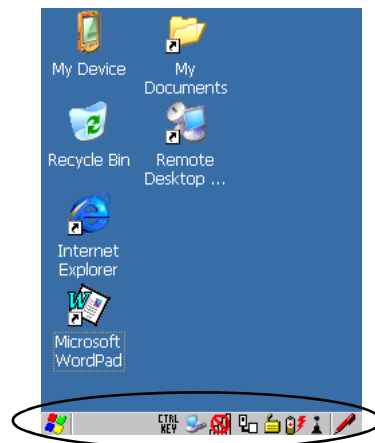 My Device
My
Documents
Recycle Bin
Remote
Desktop ...
Internet
Explorer
Microsoft
WordPad
CTRL
KEY